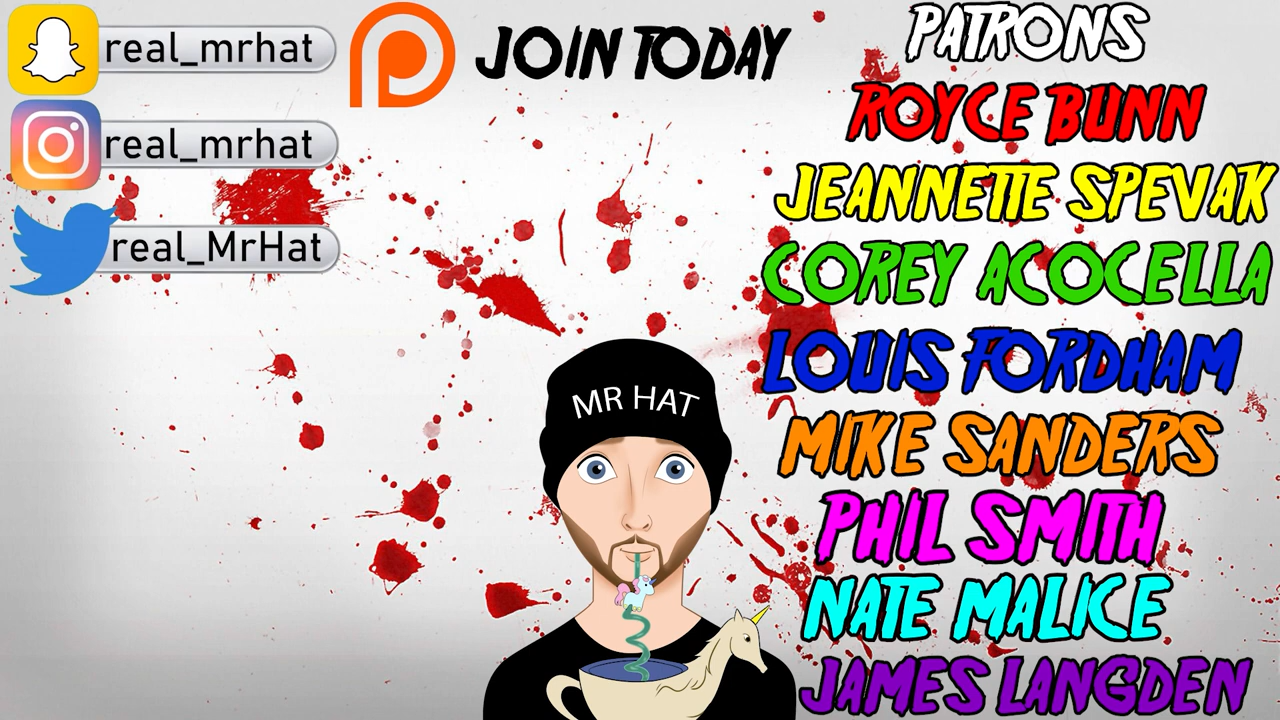 real_mrhat
real_mrhat
real_MrHat
JOIN TODAY
PATRONS
ROYCE BUNN
JEANNETTE SPEVAK
COREY ACOCELLA
LOUIS FORDHAM
MIKE SANDERS
PHIL SMITH
NATE MALICE
JAMES LANGDEN
MR HAT